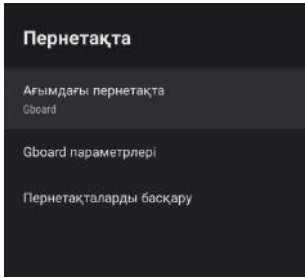 Пернетақта
Ағымдағы пернетақта
Gboard
Gboard параметрлері
Пернетақталарды басқару